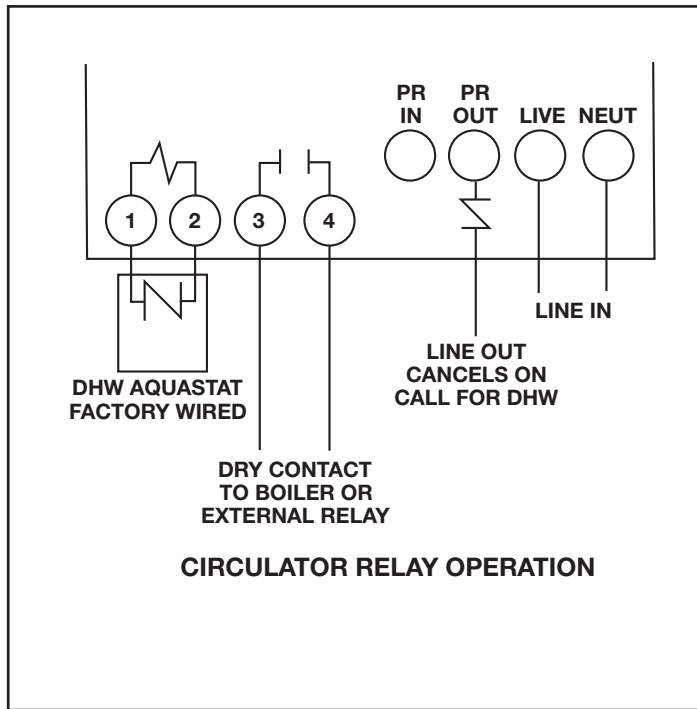 PR IN
PR OUT
LIVE
NEUT
1
2
3
4
LINE IN
DHW AQUASTAT
FACTORY WIRED
LINE OUT
CANCELS ON
CALL FOR DHW
DRY CONTACT
TO BOILER OR
EXTERNAL RELAY
CIRCULATOR RELAY OPERATION